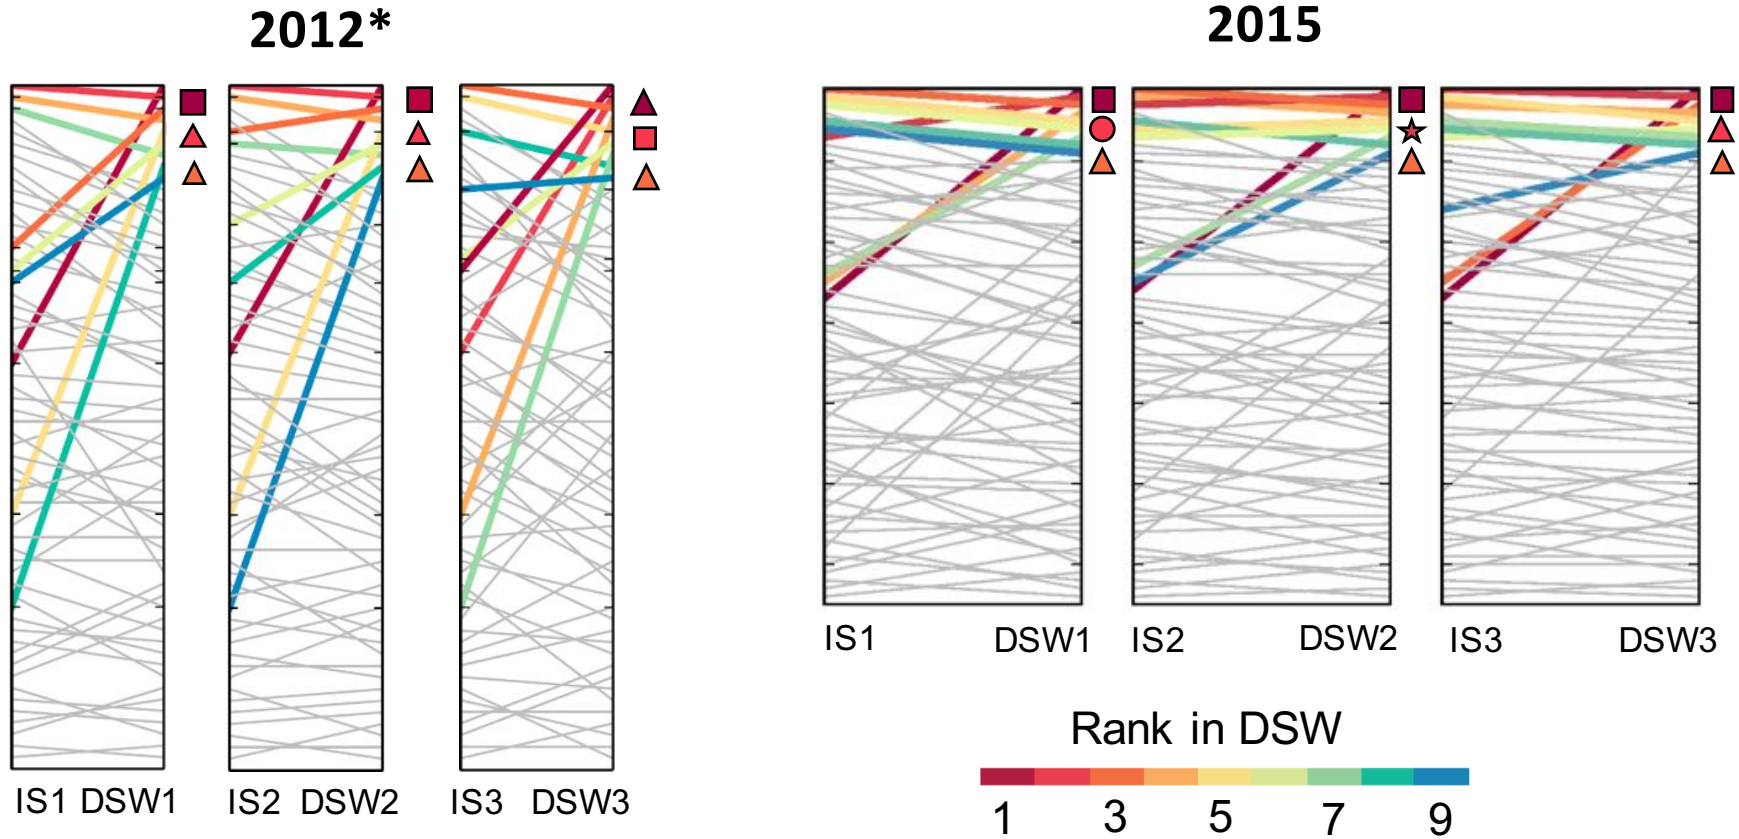 2012*
2015
IS1 DSW1
IS2 DSW2
IS3 DSW3
IS1 DSW1
IS2 DSW2
IS3 DSW3
Rank in DSW
1 3 5 7 9